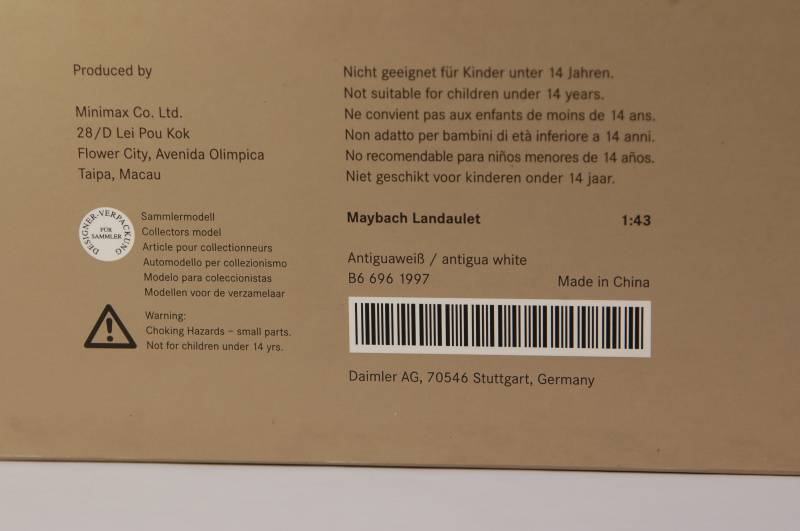 Produced by
Minimax Co. Ltd.
28/D Lei Pou Kok
Flower City, Avenida Olimpica
Taipa, Macau
DESIGNER-VERPACKUNG
FÜR
SAMMLER
Sammlermodell
Collectors model
Article pour collectionneurs
Automodello per collezionismo
Modelo para coleccionistas
Modellen voor de verzamelaar
Warning:
Choking Hazards – small parts.
Not for children under 14 yrs.
Nicht geeignet für Kinder unter 14 Jahren.
Not suitable for children under 14 years.
Ne convient pas aux enfants de moins de 14 ans.
Non adatto per bambini di età inferiore a 14 anni.
No recomendable para niños menores de 14 años.
Niet geschikt voor kinderen onder 14 jaar.
Maybach Landaulet 1:43
Antiguaweiß / antigua white
B6 696 1997 Made in China
Daimler AG, 70546 Stuttgart, Germany